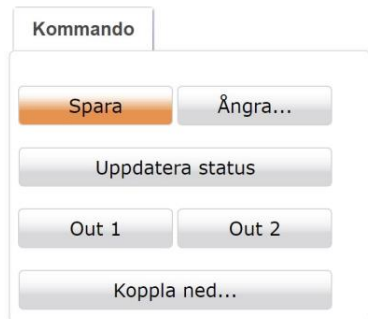 Kommando
Spara Ångra...
Uppdatera status
Out 1 Out 2
Koppla ned...